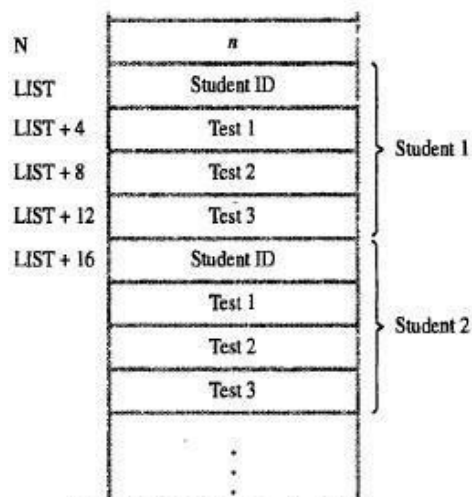 N n
LIST Student ID
LIST + 4 Test 1
Student 1
LIST + 8 Test 2
LIST + 12 Test 3
LIST + 16 Student ID
Test 1
Student 2
Test 2
Test 3